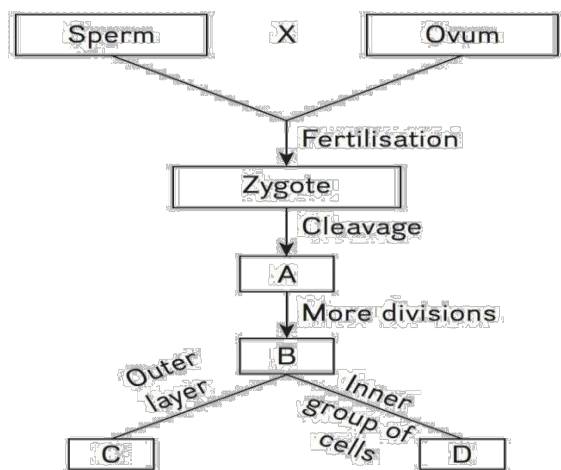 Sperm X Ovum
Fertilisation
Zygote
Cleavage
A
More divisions
B
Outer
layer
Inner
group of
cells
C D